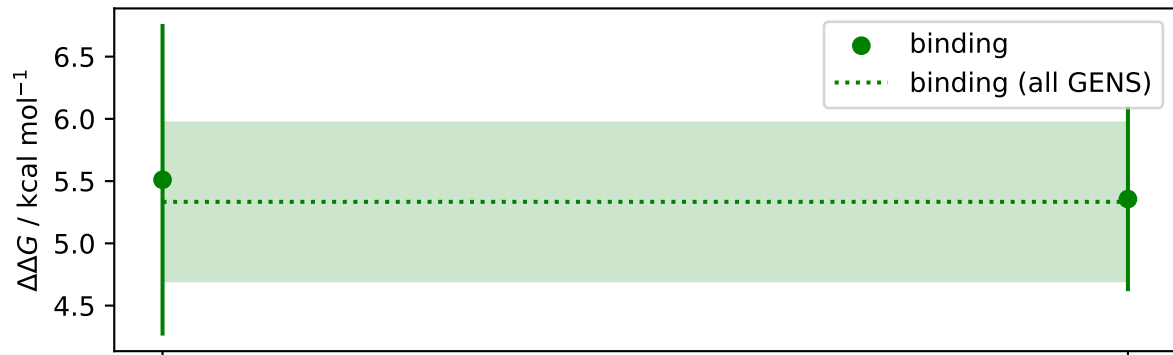 ΔΔG / kcal mol⁻¹
6.5
6.0
5.5
5.0
4.5
binding
binding (all GENS)